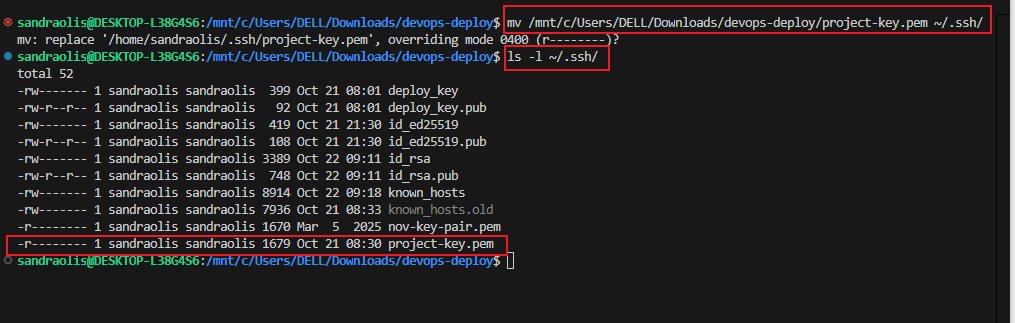 sandraolis@DESKTOP-L38G4S6:/mnt/c/Users/DELL/Downloads/devops-deploy$ mv /mnt/c/Users/DELL/Downloads/devops-deploy/project-key.pem ~/.ssh/
mv: replace '/home/sandraolis/.ssh/project-key.pem', overriding mode 0400 (r--------)?
sandraolis@DESKTOP-L38G4S6:/mnt/c/Users/DELL/Downloads/devops-deploy$ ls -l ~/.ssh/
total 52
-rw------- 1 sandraolis sandraolis  399 Oct 21 08:01 deploy_key
-rw-r--r-- 1 sandraolis sandraolis   92 Oct 21 08:01 deploy_key.pub
-rw------- 1 sandraolis sandraolis  419 Oct 21 21:30 id_ed25519
-rw-r--r-- 1 sandraolis sandraolis  108 Oct 21 21:30 id_ed25519.pub
-rw------- 1 sandraolis sandraolis 3389 Oct 22 09:11 id_rsa
-rw-r--r-- 1 sandraolis sandraolis  748 Oct 22 09:11 id_rsa.pub
-rw------- 1 sandraolis sandraolis 8914 Oct 22 09:18 known_hosts
-rw------- 1 sandraolis sandraolis 7936 Oct 21 08:33 known_hosts.old
-r-------- 1 sandraolis sandraolis 1670 Mar  5  2025 nov-key-pair.pem
-r-------- 1 sandraolis sandraolis 1679 Oct 21 08:30 project-key.pem
sandraolis@DESKTOP-L38G4S6:/mnt/c/Users/DELL/Downloads/devops-deploy$